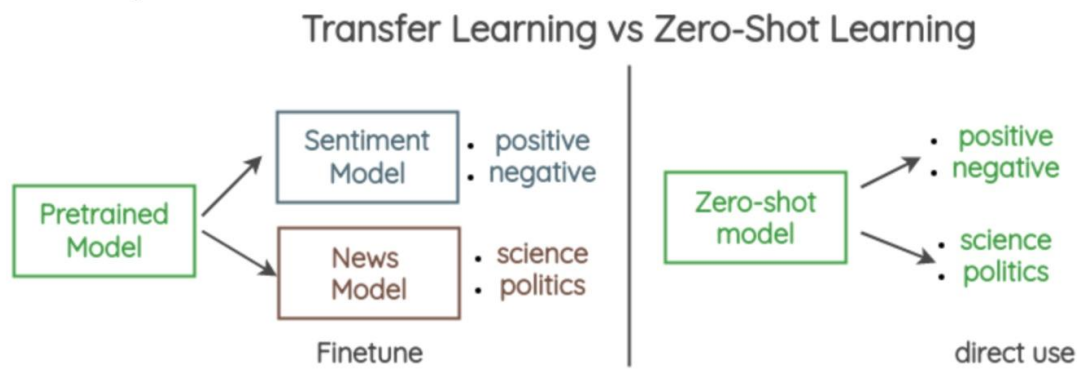 Transfer Learning vs Zero-Shot Learning
Pretrained
Model
Sentiment
Model
• positive
• negative
News
Model
• science
• politics
Finetune
Zero-shot
model
• positive
• negative
• science
• politics
direct use